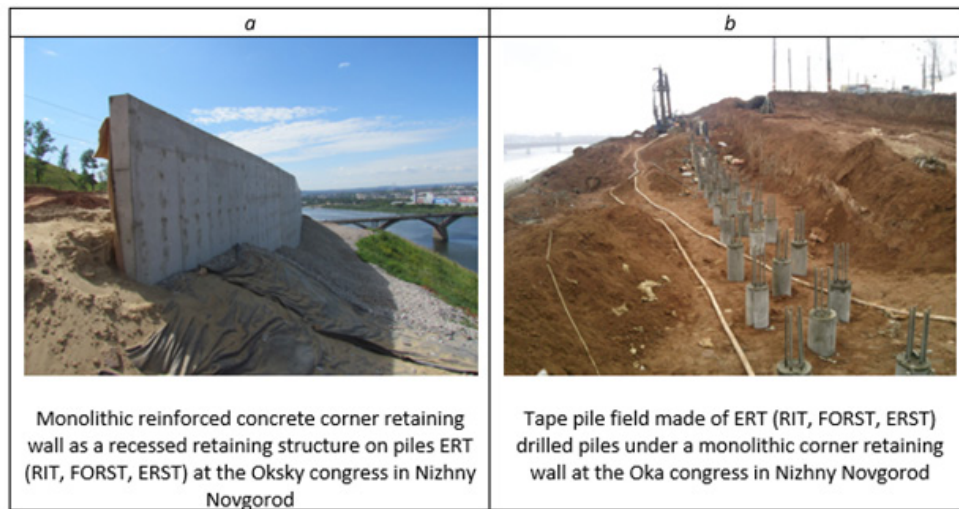 a
b
Monolithic reinforced concrete corner retaining
wall as a recessed retaining structure on piles ERT
(RIT, FORST, ERST) at the Oksky congress in Nizhny
Novgorod
Tape pile field made of ERT (RIT, FORST, ERST)
drilled piles under a monolithic corner retaining
wall at the Oka congress in Nizhny Novgorod